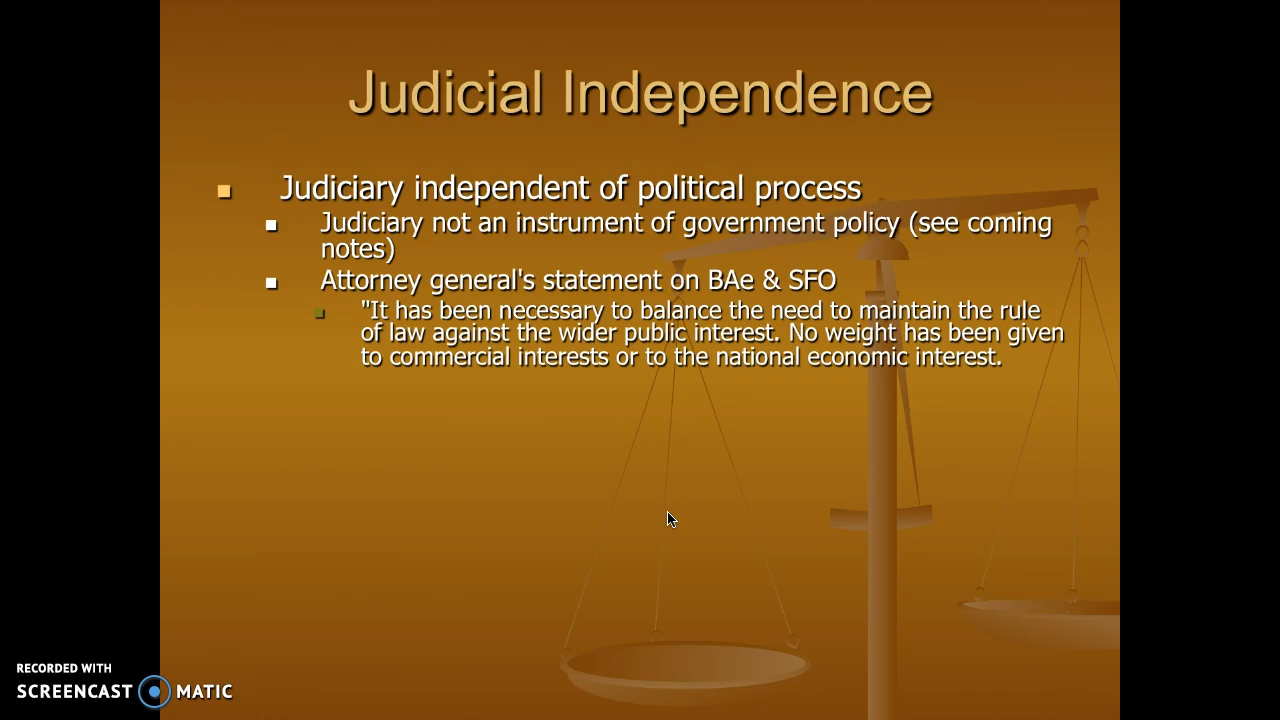 Judicial Independence
Judiciary independent of political process
Judiciary not an instrument of government policy (see coming
notes)
Attorney general's statement on BAe & SFO
"It has been necessary to balance the need to maintain the rule
of law against the wider public interest. No weight has been given
to commercial interests or to the national economic interest.
RECORDED WITH
SCREENCAST MATIC